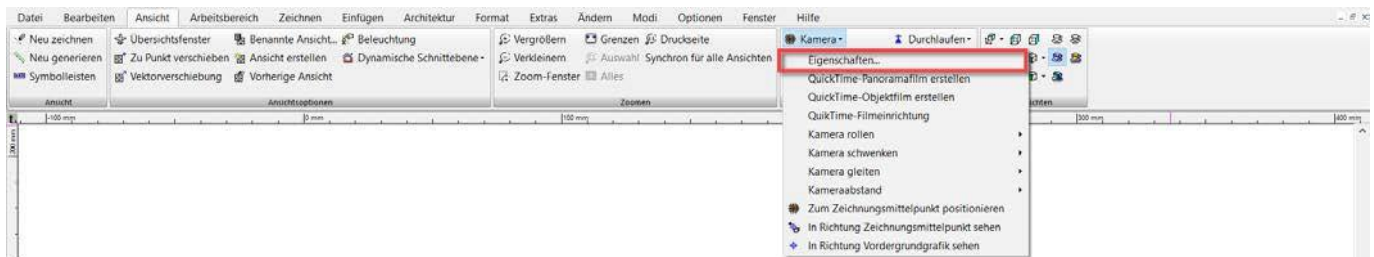 Datei Bearbeiten Ansicht Arbeitsbereich Zeichnen Einfügen Architektur Format Extras Ändern Modi Optionen Fenster Hilfe
Neu zeichnen Übersichtsfenster Benannte Ansicht... Beleuchtung Vergrößern Grenzen Druckseite Kamera Durchlaufen
Neu generieren Zu Punkt verschieben Ansicht erstellen Dynamische Schnittebene Verkleinern Auswahl Synchron für alle Ansichten
Symbolleisten Vektorverschiebung Vorherige Ansicht Zoom-Fenster Alles
Ansicht Ansichtsoptionen Zoomen
Eigenschaften...
QuickTime-Panoramafilm erstellen
QuickTime-Objektfilm erstellen
QuikTime-Filmeinrichtung
Kamera rollen
Kamera schwenken
Kamera gleiten
Kameraabstand
Zum Zeichnungsmittelpunkt positionieren
In Richtung Zeichnungsmittelpunkt sehen
In Richtung Vordergrundgrafik sehen
-100 mm 0 mm 100 mm 300 mm 400 mm